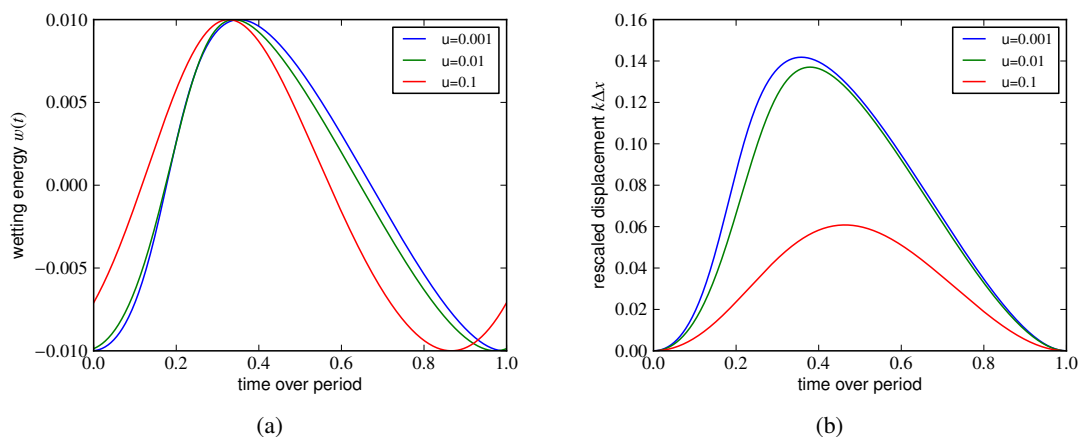 0.010
0.005
0.000
−0.005
−0.010
wetting energy w(t)
0.0 0.2 0.4 0.6 0.8 1.0
time over period
u=0.001
u=0.01
u=0.1
(a)
0.16
0.14
0.12
0.10
0.08
0.06
0.04
0.02
0.00
rescaled displacement kΔx
0.0 0.2 0.4 0.6 0.8 1.0
time over period
u=0.001
u=0.01
u=0.1
(b)